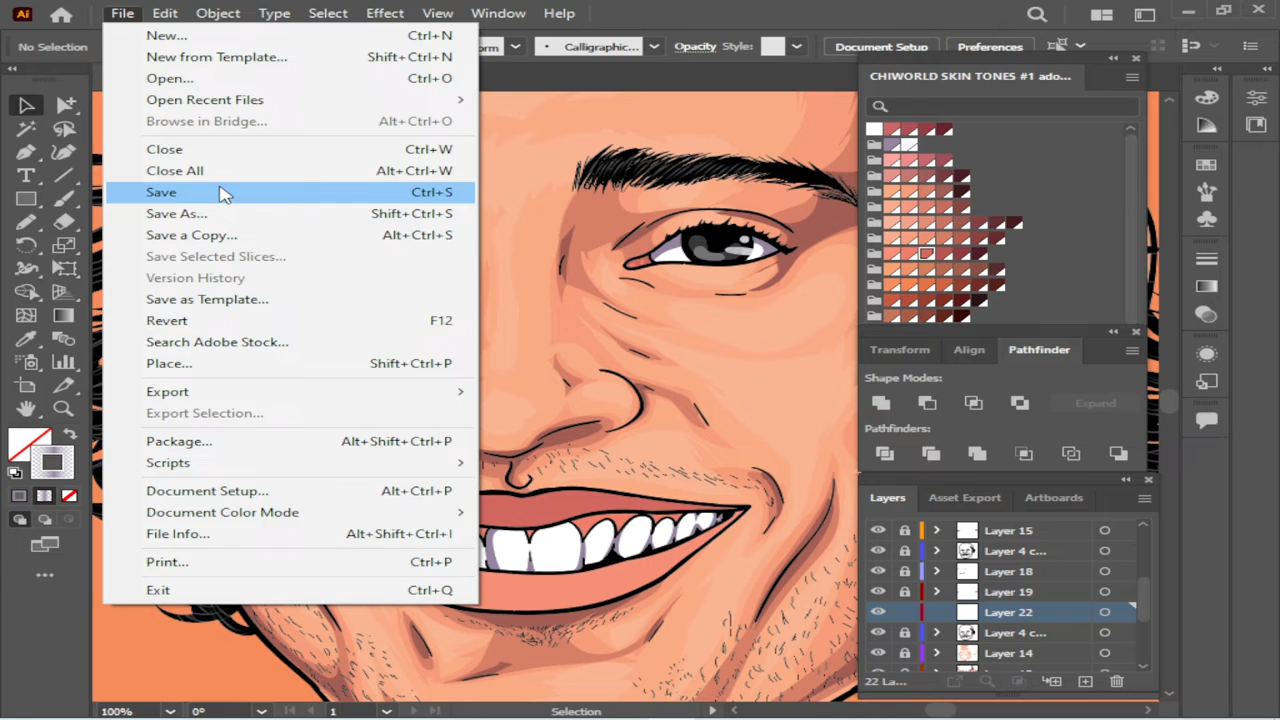 Ai File Edit Object Type Select Effect View Window Help
No Selection
orm
Calligraphic...
Opacity Style:
Document Setup
Preferences
New... Ctrl+N
New from Template... Shift+Ctrl+N
Open... Ctrl+O
Open Recent Files
Browse in Bridge... Alt+Ctrl+O
Close Ctrl+W
Close All Alt+Ctrl+W
Save Ctrl+S
Save As... Shift+Ctrl+S
Save a Copy... Alt+Ctrl+S
Save Selected Slices...
Version History
Save as Template...
Revert F12
Search Adobe Stock...
Place... Shift+Ctrl+P
Export
Export Selection...
Package... Alt+Shift+Ctrl+P
Scripts
Document Setup... Alt+Ctrl+P
Document Color Mode
File Info... Alt+Shift+Ctrl+I
Print... Ctrl+P
Exit Ctrl+Q
CHIWORLD SKIN TONES #1 ado...
Transform Align Pathfinder
Shape Modes:
Expand
Pathfinders:
Layers Asset Export Artboards
Layer 15
Layer 4 c...
Layer 18
Layer 19
Layer 22
Layer 4 c...
Layer 14
22 La...
100% 0° 1 Selection